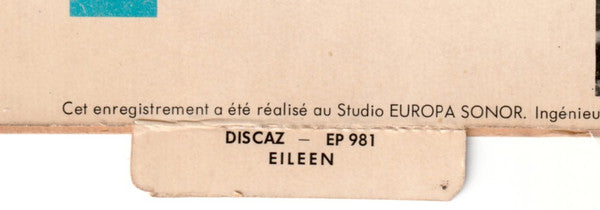 Cet enregistrement a été réalisé au Studio EUROPA SONOR. Ingénieu
DISCAZ — EP 981
EILEEN